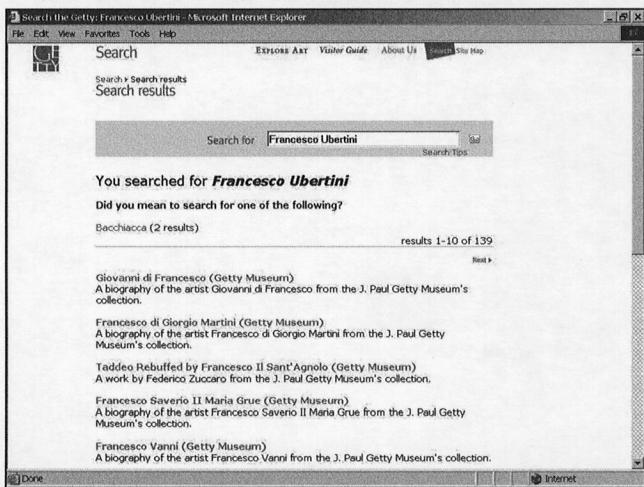 Search the Getty: Francesco Ubertini - Microsoft Internet Explorer
File Edit View Favorites Tools Help
GETTY
Search
EXPLORE ART Visitor Guide About Us Search Site Map
Search ▸ Search results
Search results
Search for Francesco Ubertini Go
Search Tips
You searched for Francesco Ubertini
Did you mean to search for one of the following?
Bacchiacca (2 results)
results 1-10 of 139
Next ▸
Giovanni di Francesco (Getty Museum)
A biography of the artist Giovanni di Francesco from the J. Paul Getty Museum's
collection.
Francesco di Giorgio Martini (Getty Museum)
A biography of the artist Francesco di Giorgio Martini from the J. Paul Getty
Museum's collection.
Taddeo Rebuffed by Francesco Il Sant'Agnolo (Getty Museum)
A work by Federico Zuccaro from the J. Paul Getty Museum's collection.
Francesco Saverio II Maria Grue (Getty Museum)
A biography of the artist Francesco Saverio II Maria Grue from the J. Paul Getty
Museum's collection.
Francesco Vanni (Getty Museum)
A biography of the artist Francesco Vanni from the J. Paul Getty Museum's collection.
Done
Internet